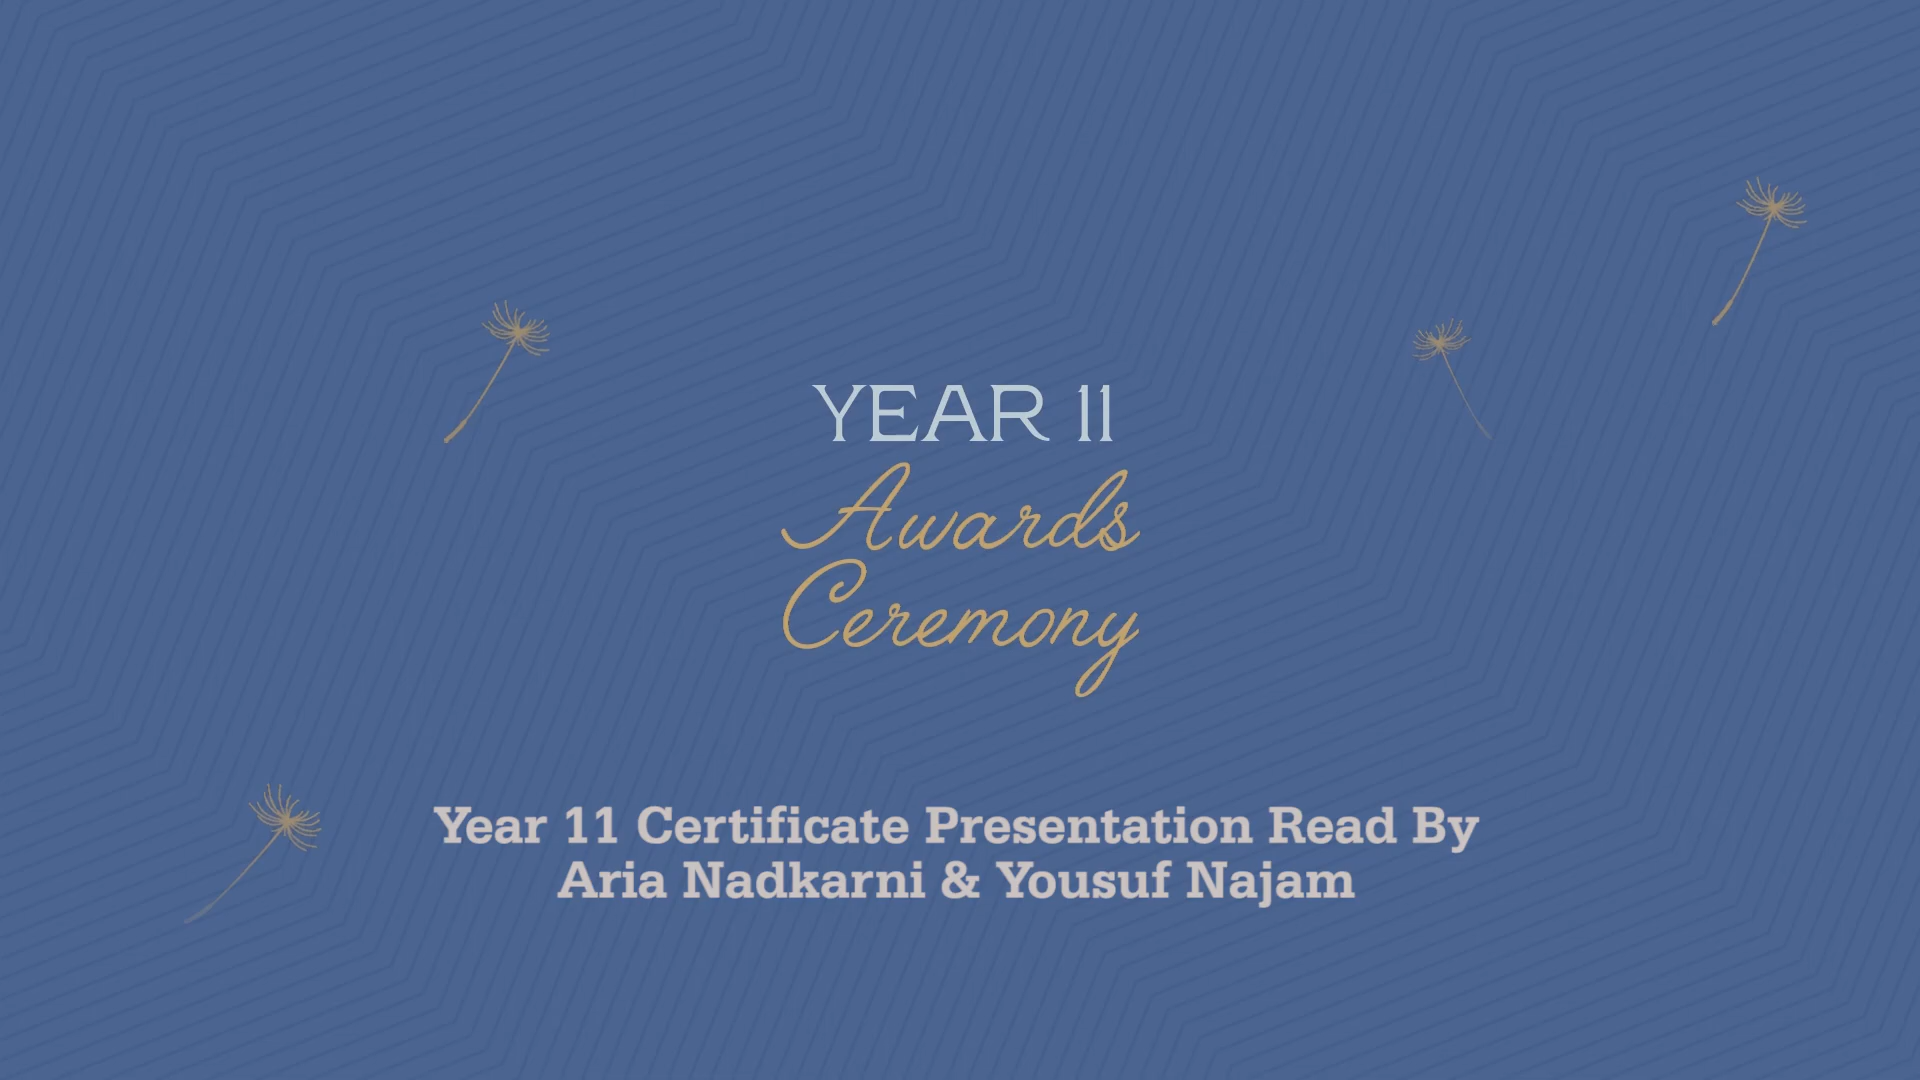 YEAR 11
Awards
Ceremony
Year 11 Certificate Presentation Read By
Aria Nadkarni & Yousuf Najam